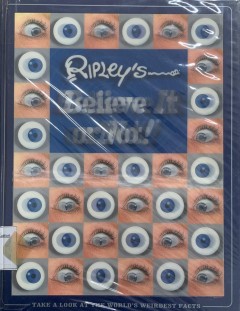 RIPLEY'S
Believe It
or Not!
TAKE A LOOK AT THE WORLD'S WEIRDEST FACTS